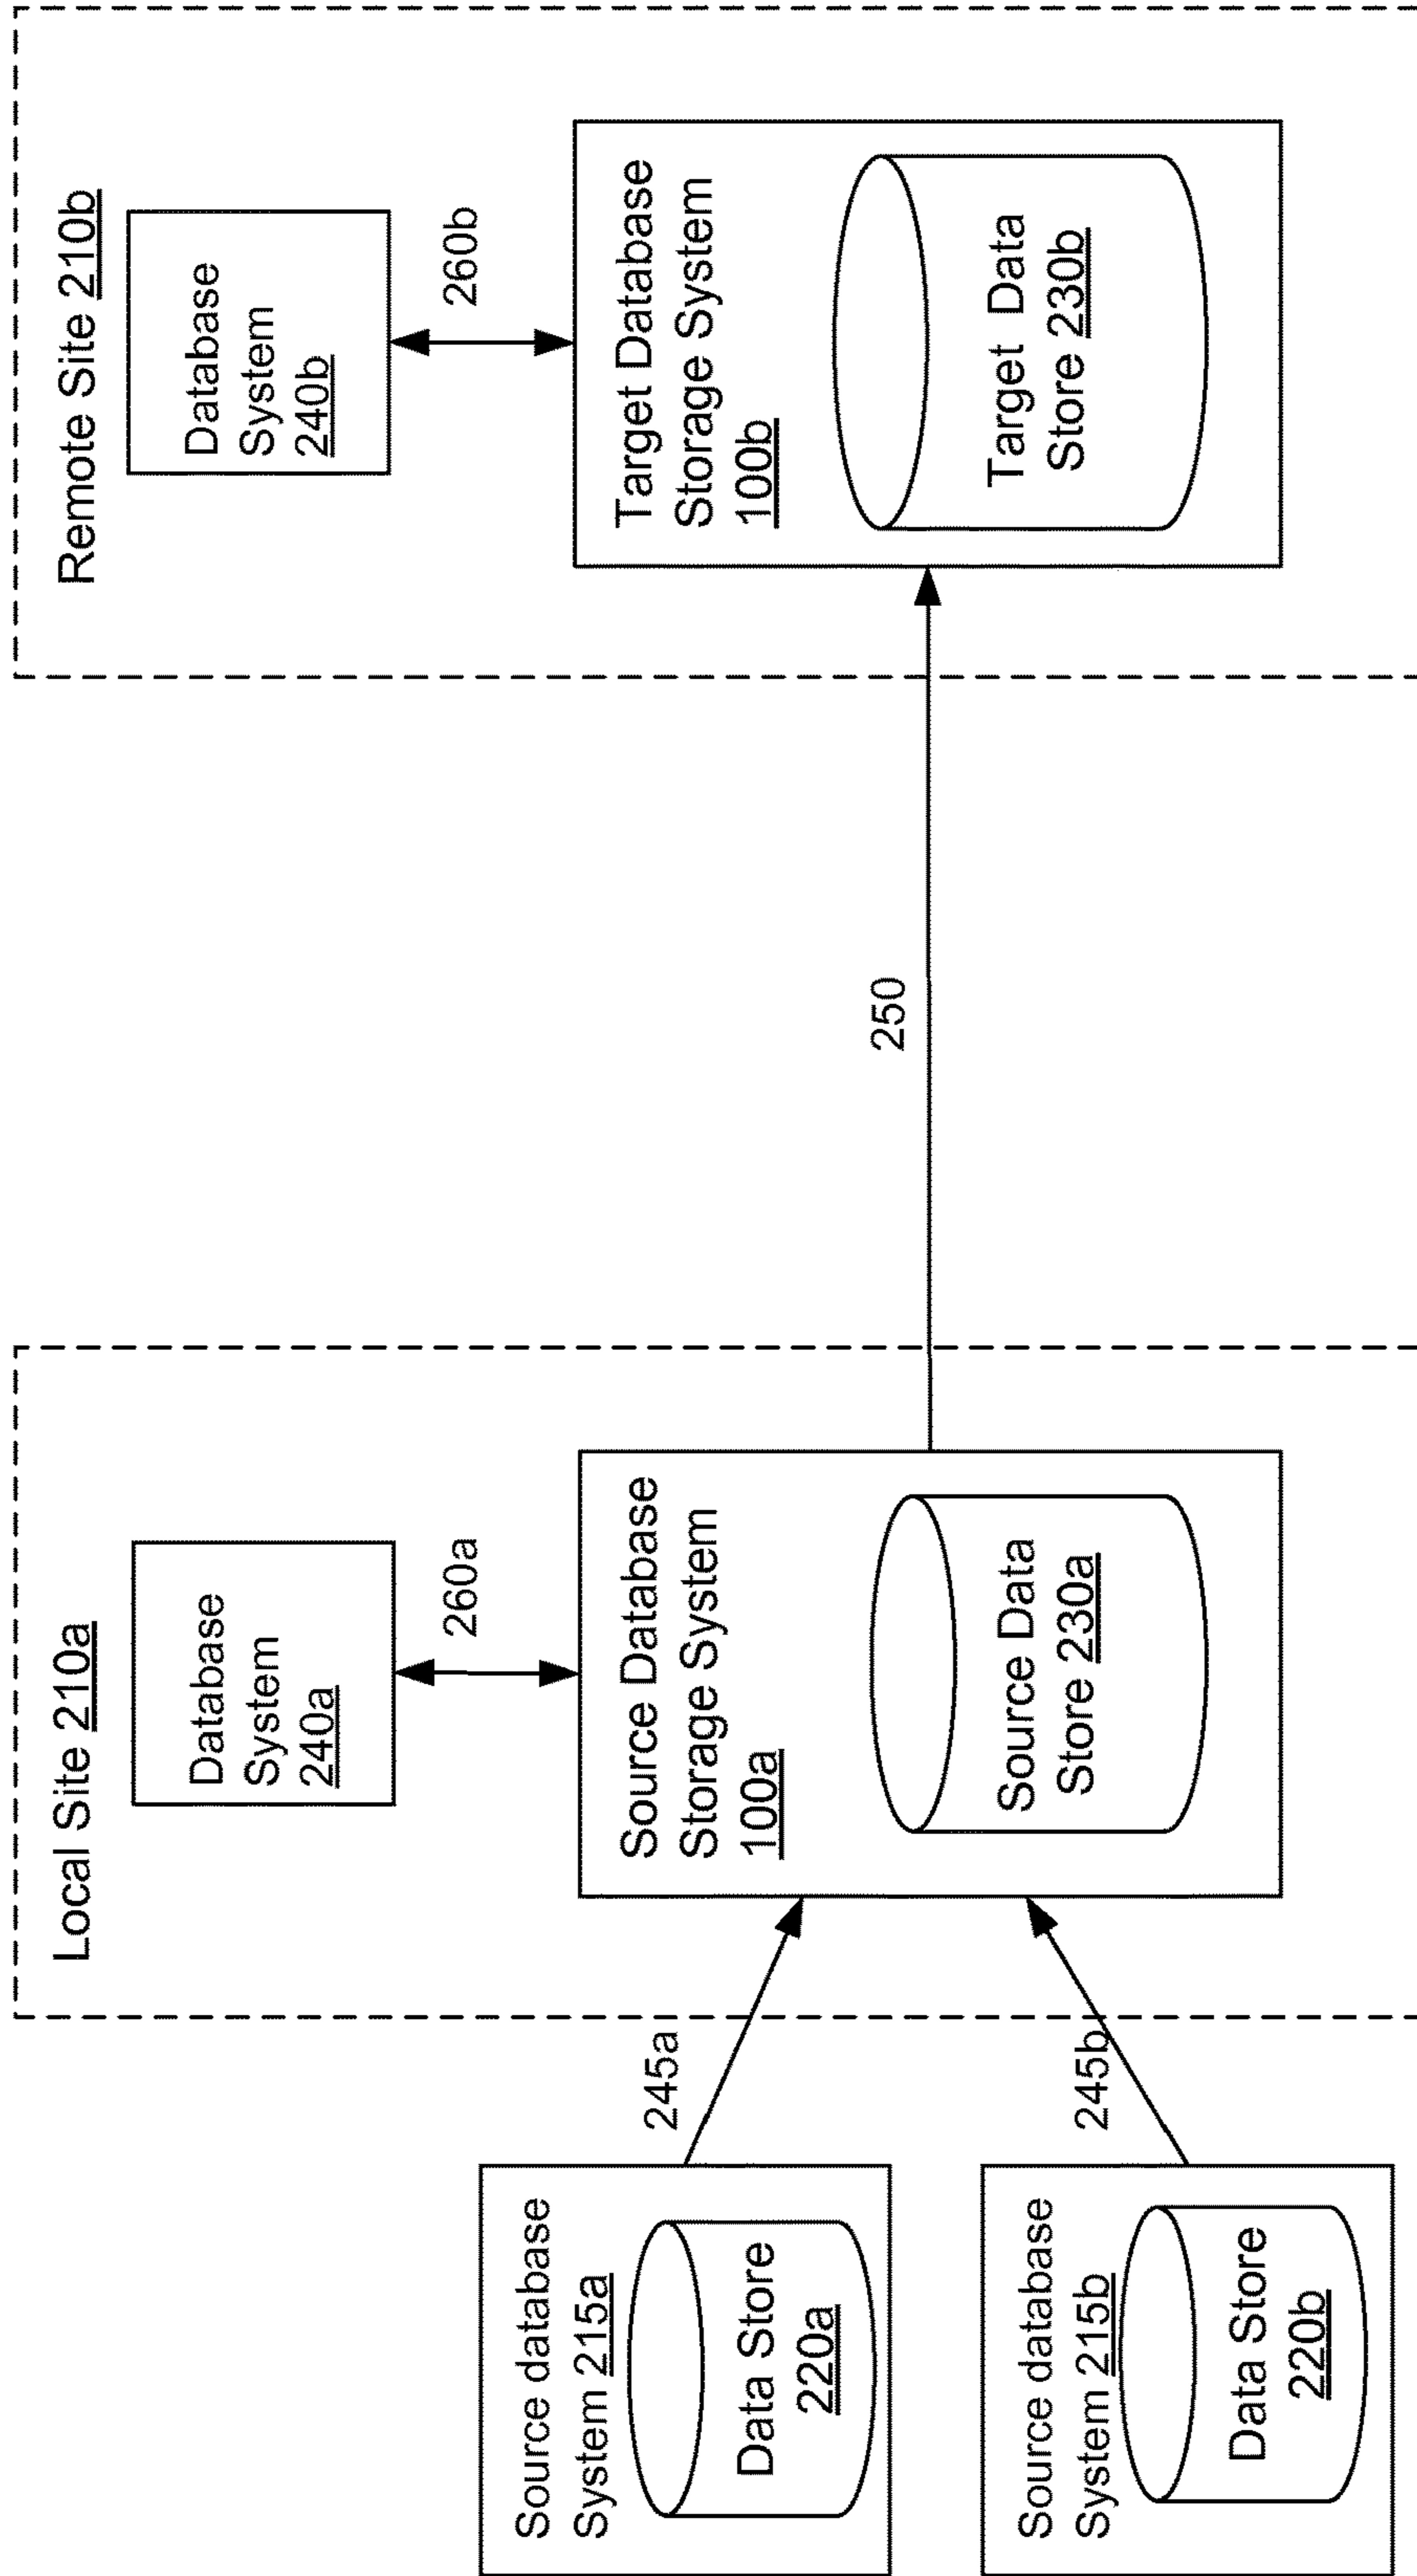 Local Site 210a
Remote Site 210b
Database
System
240a
Database
System
240b
260a
260b
Source database
System 215a
Data Store
220a
245a
Source Database
Storage System
100a
Source Data
Store 230a
250
Target Database
Storage System
100b
Target Data
Store 230b
Source database
System 215b
Data Store
220b
245b